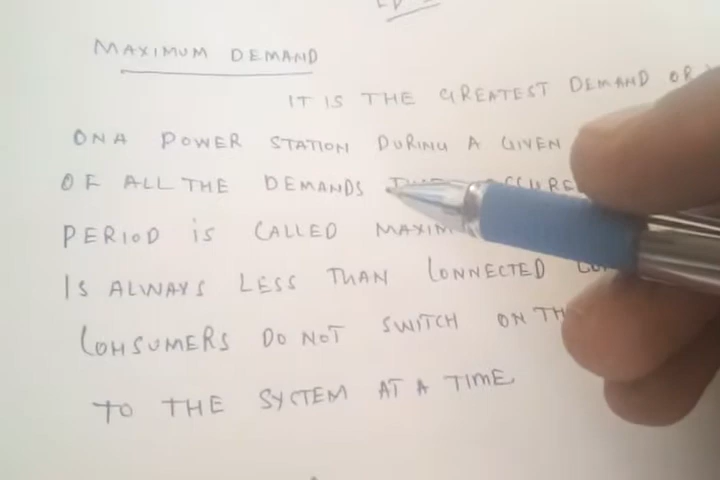 MAXIMUM DEMAND
IT IS THE GREATEST DEMAND OR
ON A POWER STATION DURING A GIVEN
OF ALL THE DEMANDS
PERIOD IS CALLED
IS ALWAYS LESS THAN CONNECTED
CONSUMERS DO NOT SWITCH ON
TO THE SYSTEM AT A TIME